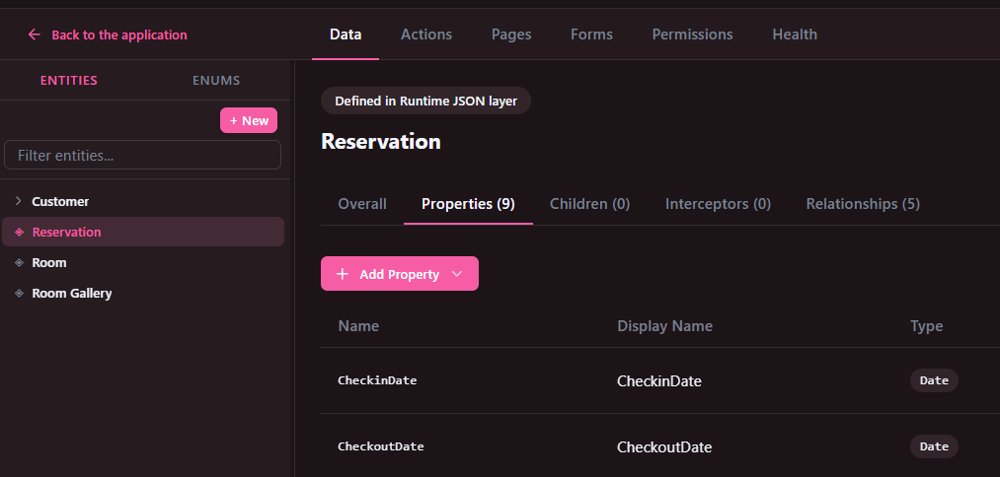 Back to the application
Data Actions Pages Forms Permissions Health
ENTITIES ENUMS
+ New
Filter entities...
Customer
Reservation
Room
Room Gallery
Defined in Runtime JSON layer
Reservation
Overall Properties (9) Children (0) Interceptors (0) Relationships (5)
+ Add Property
Name Display Name Type
CheckinDate CheckinDate Date
CheckoutDate CheckoutDate Date